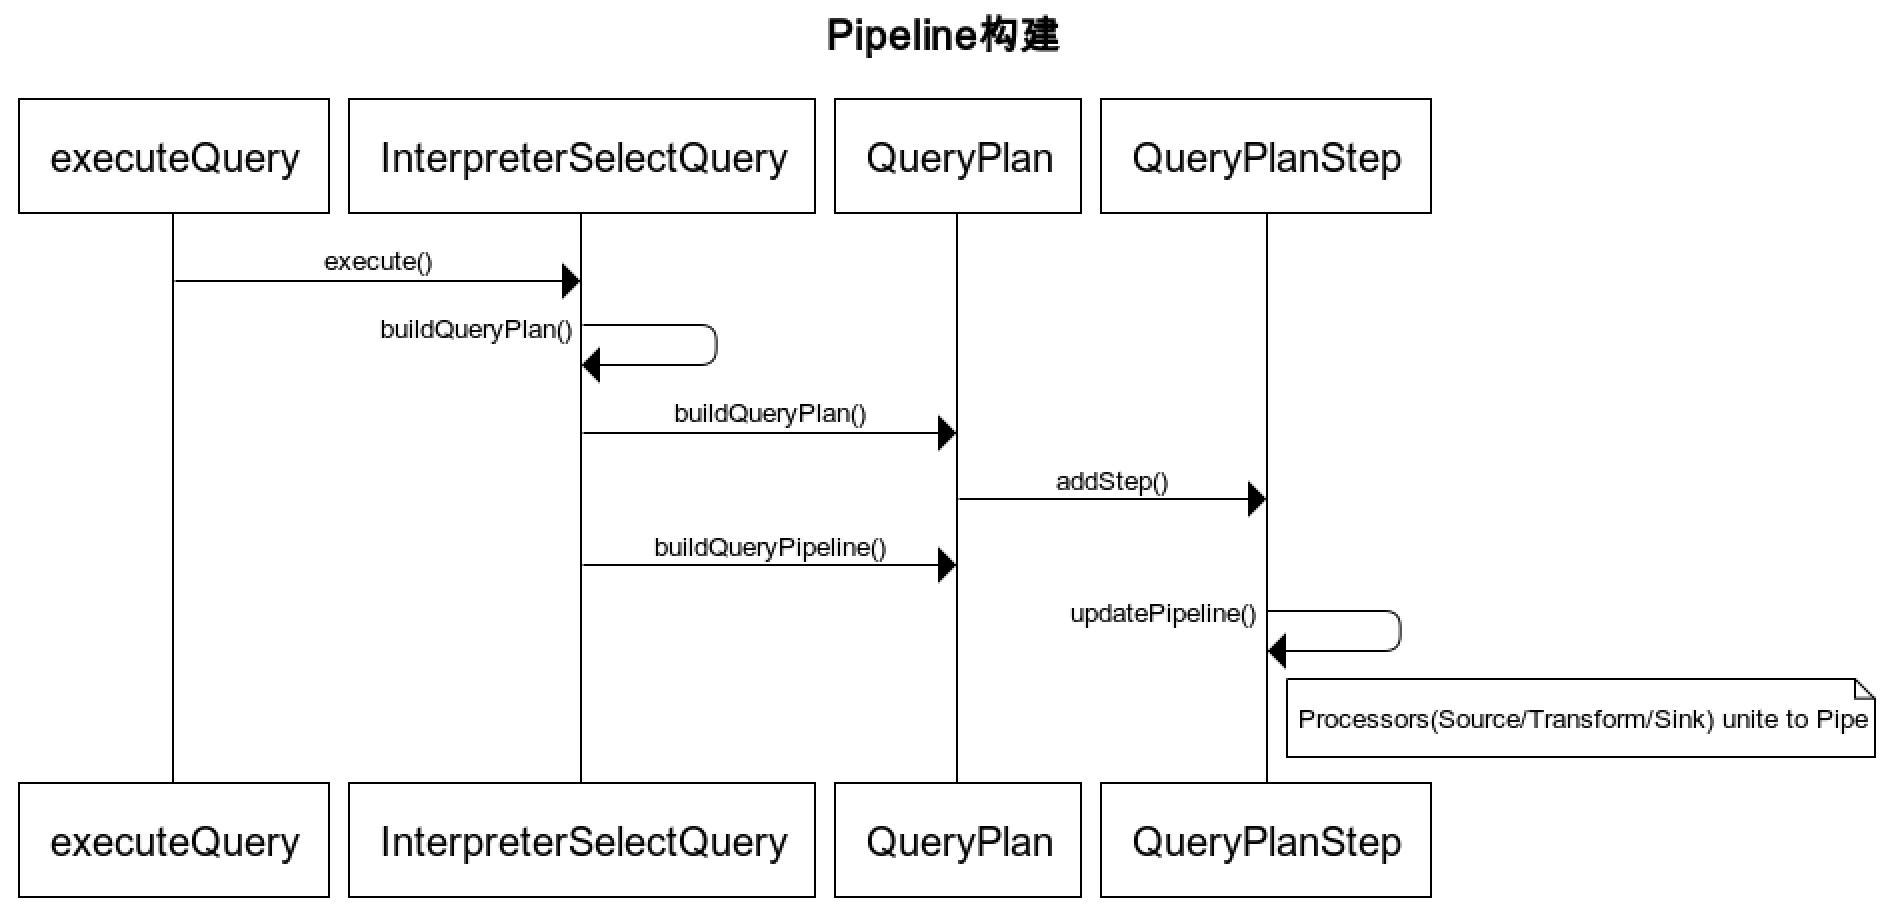 Pipeline构建
executeQuery
InterpreterSelectQuery
QueryPlan
QueryPlanStep
execute()
buildQueryPlan()
buildQueryPlan()
addStep()
buildQueryPipeline()
updatePipeline()
Processors(Source/Transform/Sink) unite to Pipe
executeQuery
InterpreterSelectQuery
QueryPlan
QueryPlanStep